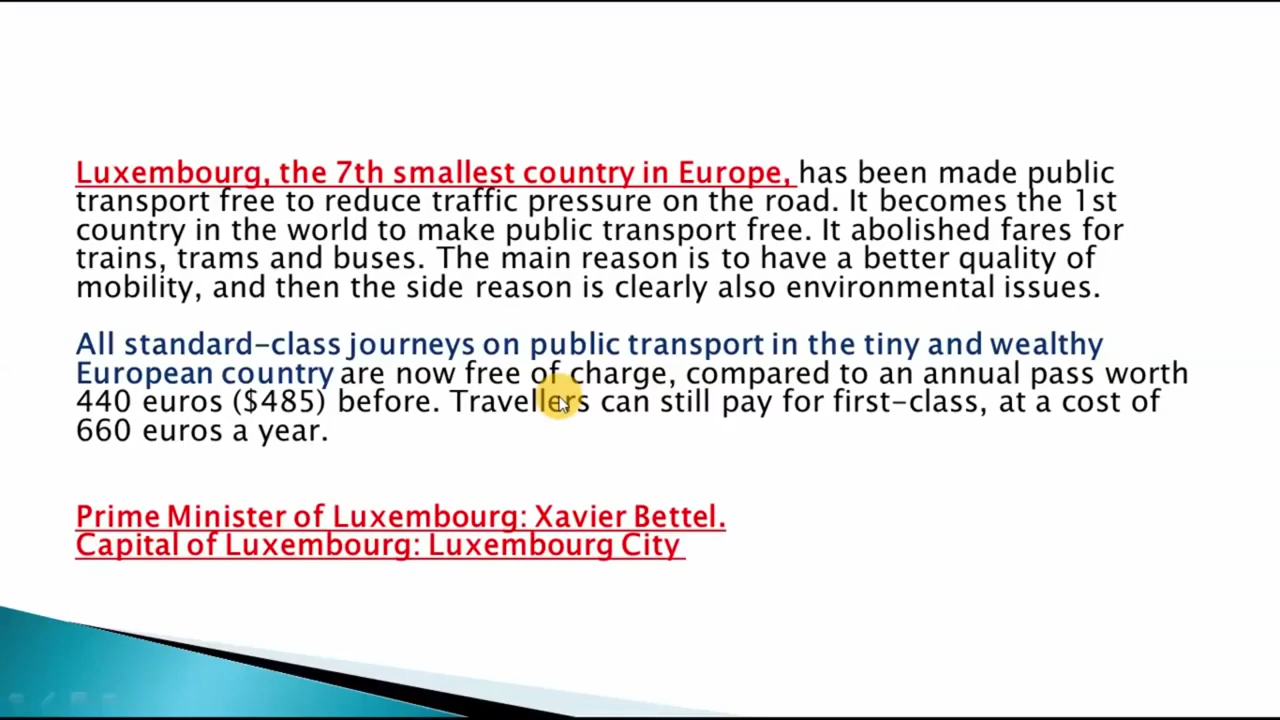 Luxembourg, the 7th smallest country in Europe, has been made public
transport free to reduce traffic pressure on the road. It becomes the 1st
country in the world to make public transport free. It abolished fares for
trains, trams and buses. The main reason is to have a better quality of
mobility, and then the side reason is clearly also environmental issues.
All standard-class journeys on public transport in the tiny and wealthy
European country are now free of charge, compared to an annual pass worth
440 euros ($485) before. Travellers can still pay for first-class, at a cost of
660 euros a year.
Prime Minister of Luxembourg: Xavier Bettel.
Capital of Luxembourg: Luxembourg City